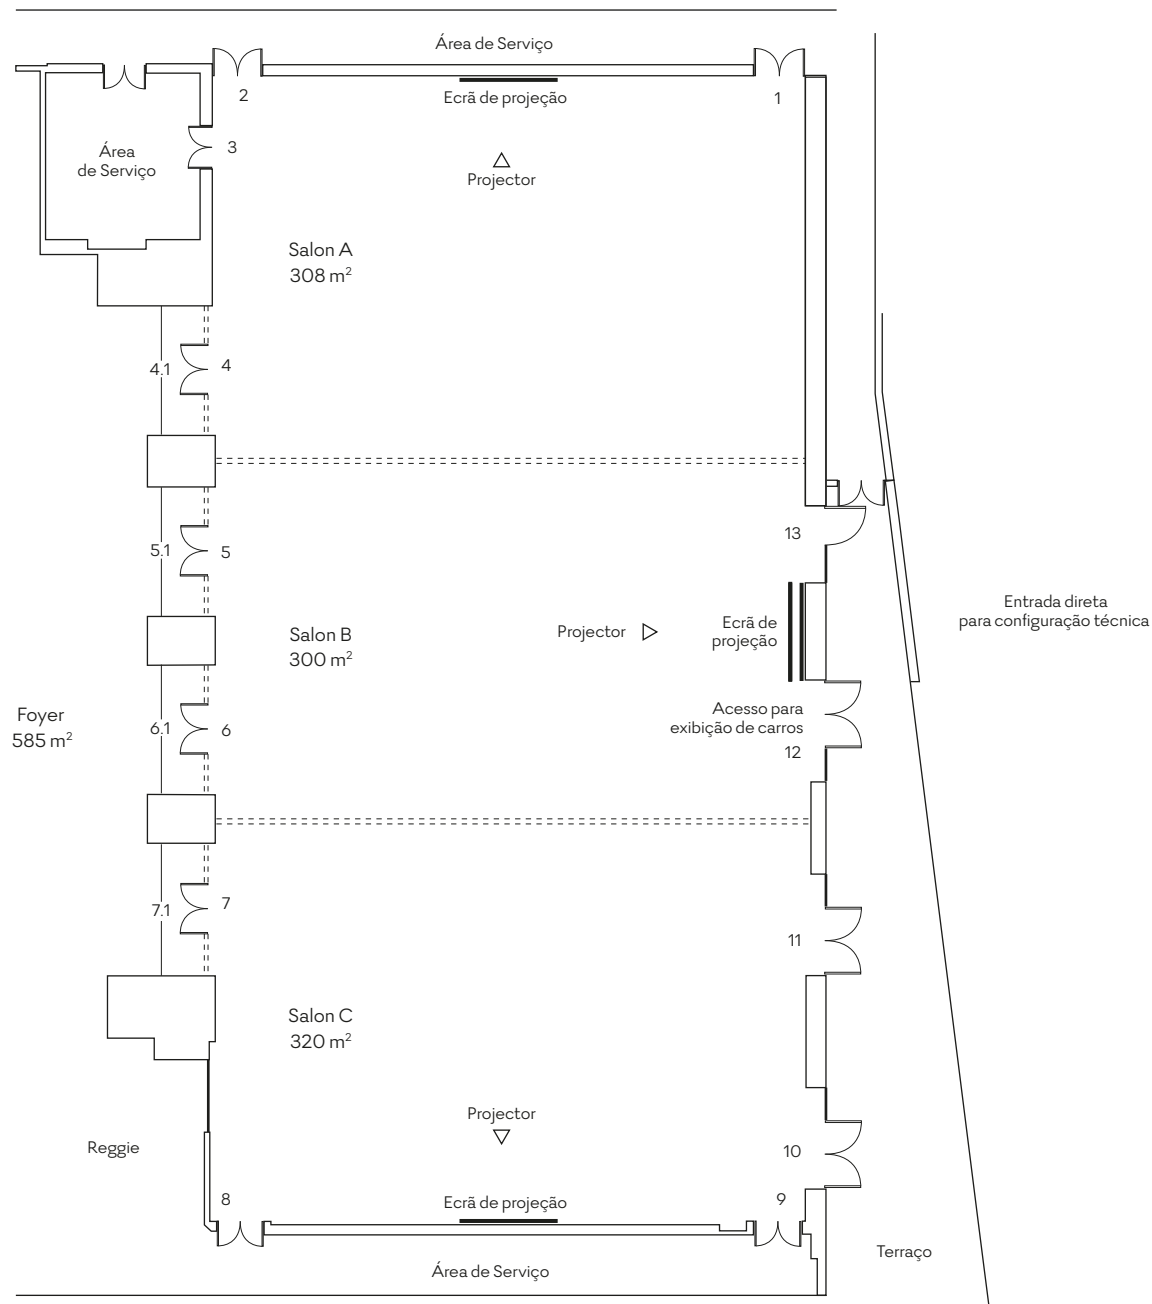 Área de Serviço
2
Ecrã de projeção
1
3
Área
de Serviço
Projector
Salon A
308 m²
4.1
4
13
5.1
5
Entrada direta
para configuração técnica
Ecrã de
projeção
Projector
Salon B
300 m²
Foyer
585 m²
6.1
6
Acesso para
exibição de carros
12
7.1
7
11
Salon C
320 m²
Projector
Reggie
10
8
Ecrã de projeção
9
Terraço
Área de Serviço